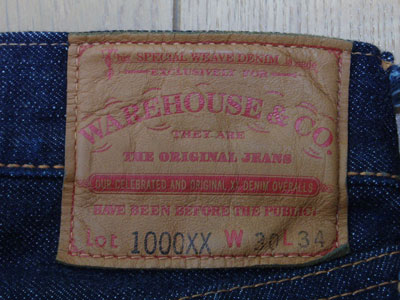 SPECIAL WEAVE DENIM
EXCLUSIVELY FOR
WAREHOUSE & CO.
THEY ARE
THE ORIGINAL JEANS
OUR CELEBRATED AND ORIGINAL XX DENIM OVERALLS
HAVE BEEN BEFORE THE PUBLIC
Lot 1000XX W 30 L 34